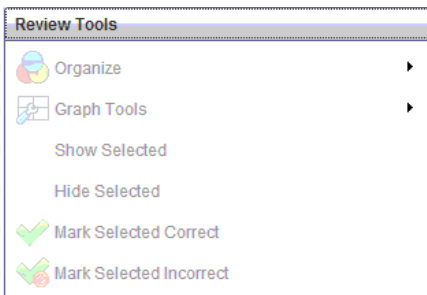 Review Tools
Organize
Graph Tools
Show Selected
Hide Selected
Mark Selected Correct
Mark Selected Incorrect